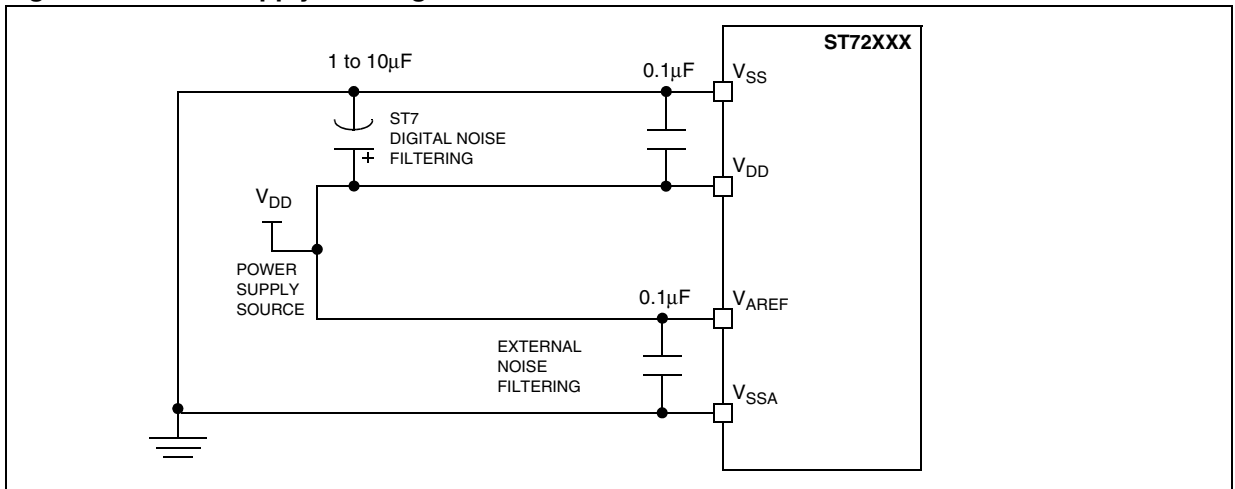 ST72XXX
1 to 10μF
0.1μF
VSS
ST7
DIGITAL NOISE
+ FILTERING
VDD
VDD
POWER
SUPPLY
SOURCE
0.1μF
VAREF
EXTERNAL
NOISE
FILTERING
VSSA